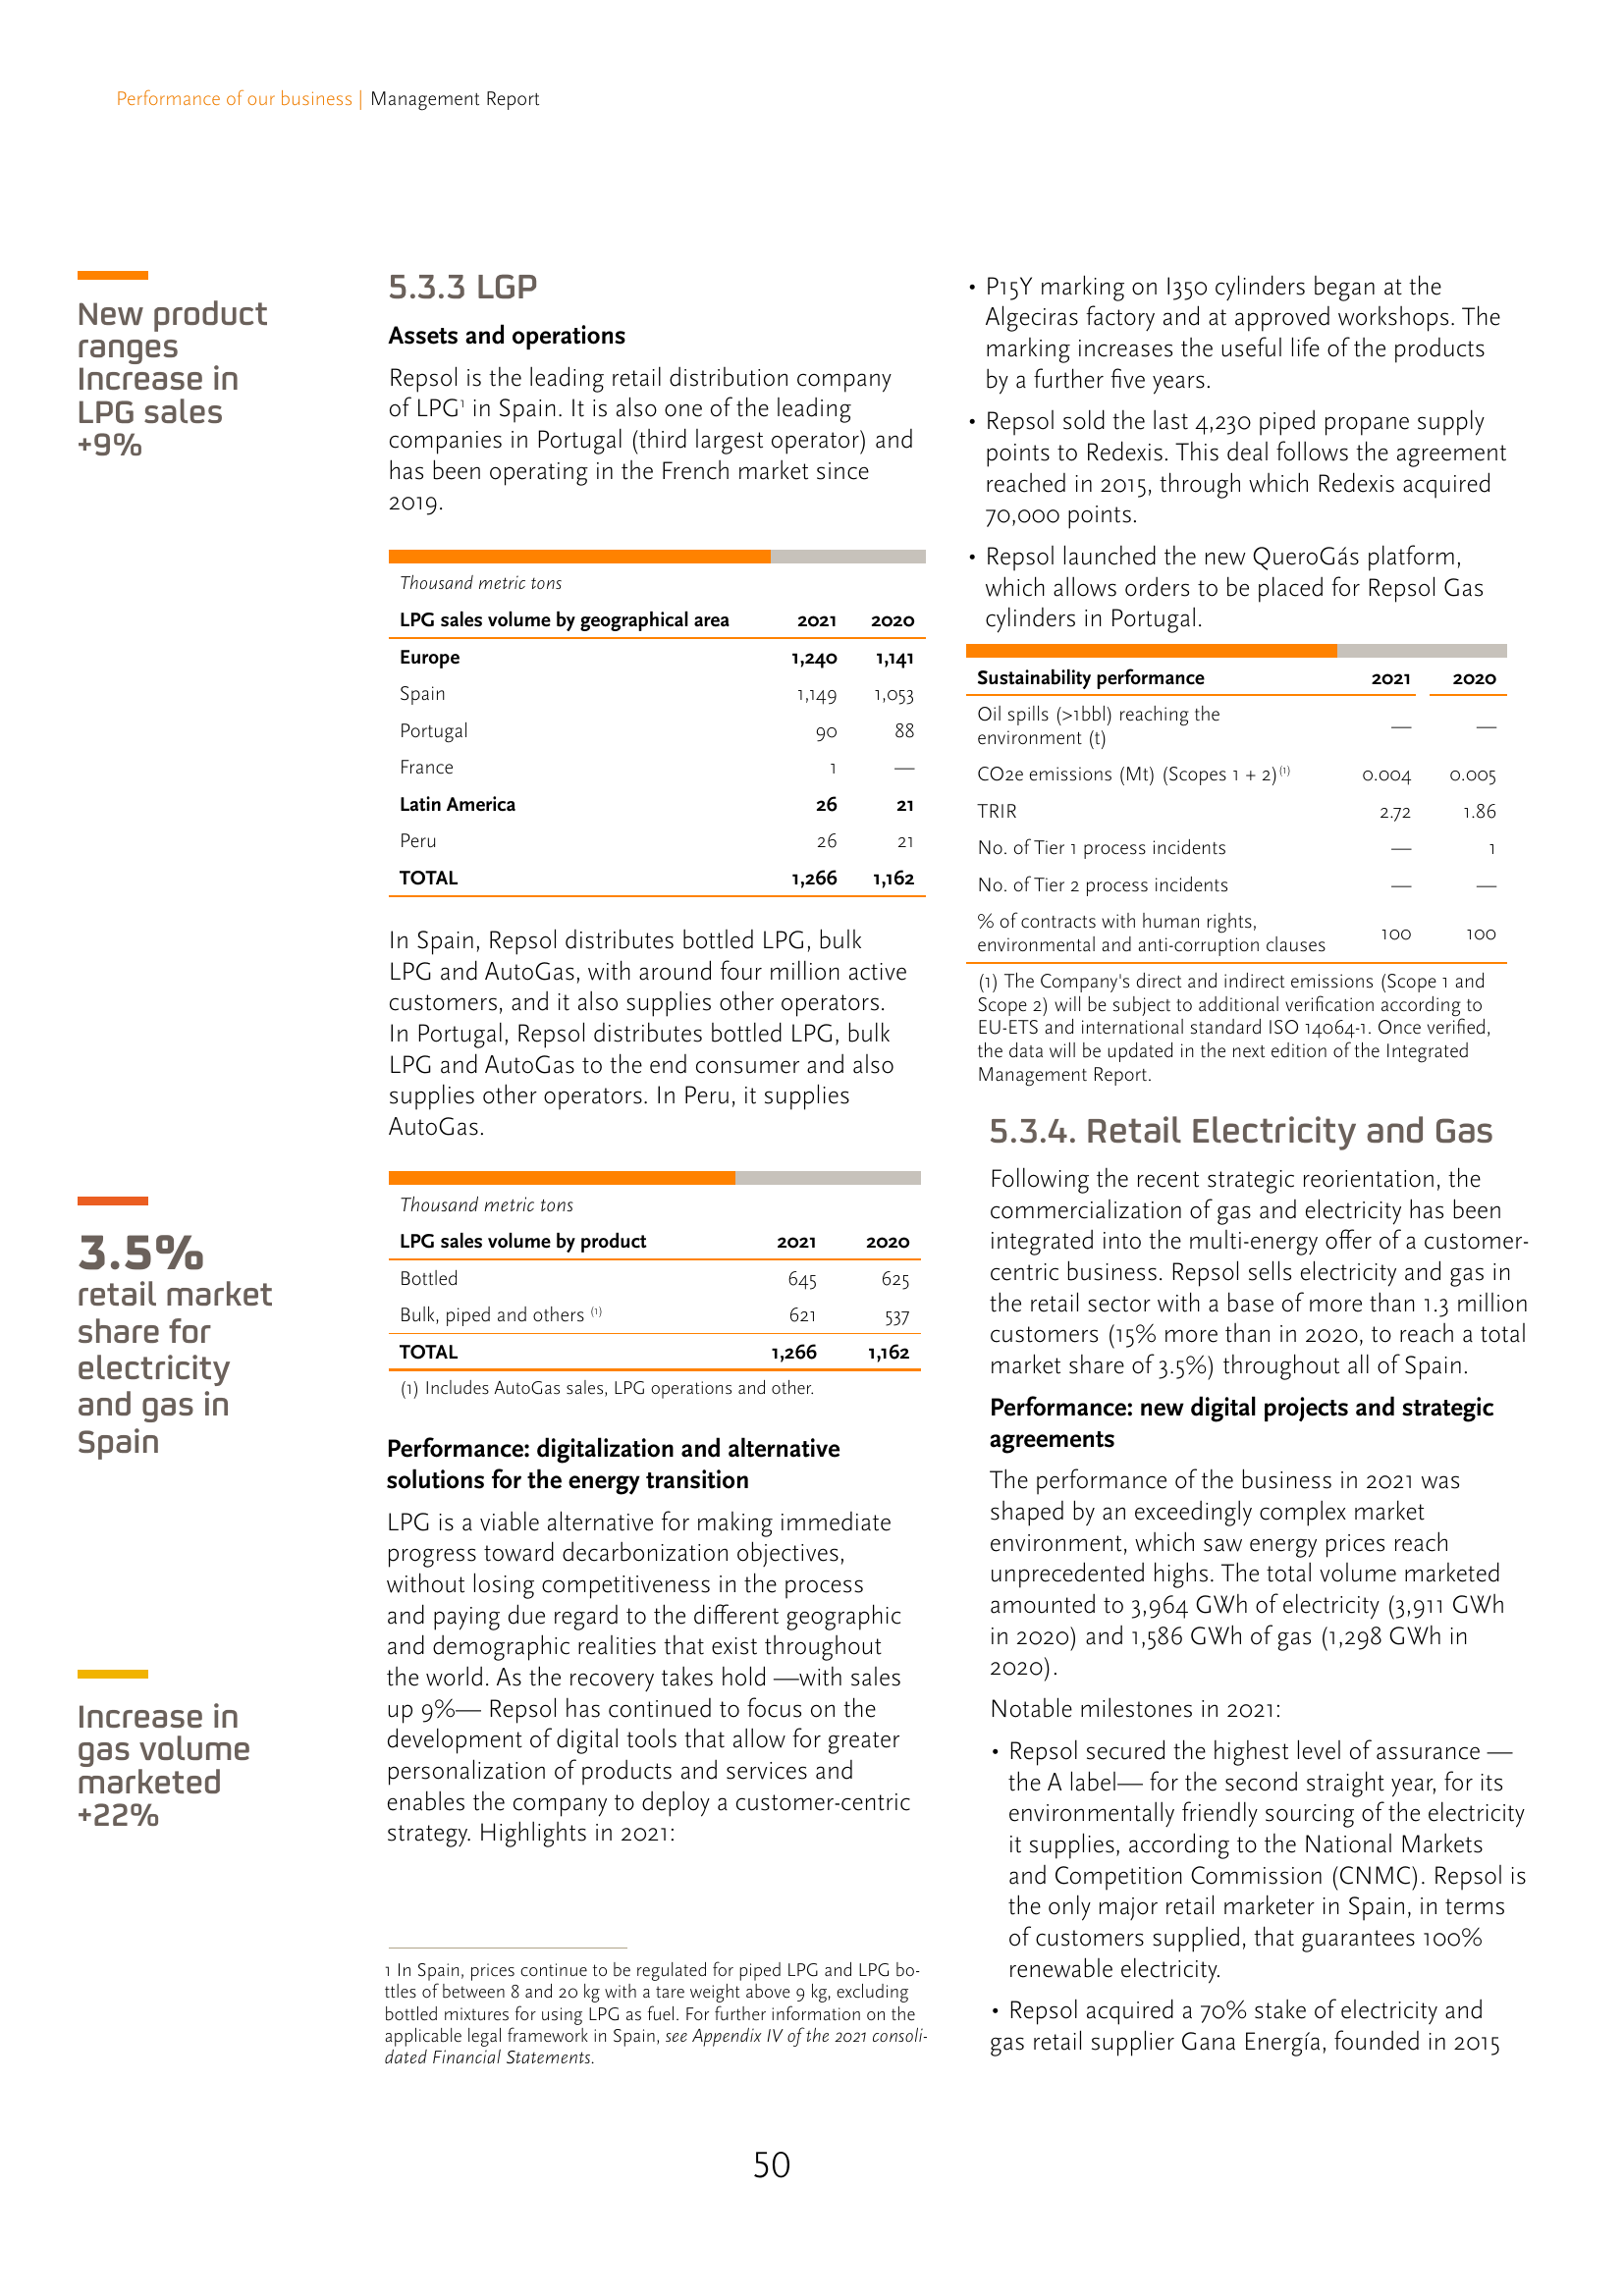 Performance of our business | Management Report
New product
ranges
Increase in
LPG sales
+9%
3.5%
retail market
share for
electricity
and gas in
Spain
Increase in
gas volume
marketed
+22%
5.3.3 LGP
Assets and operations
Repsol is the leading retail distribution company
of LPG¹ in Spain. It is also one of the leading
companies in Portugal (third largest operator) and
has been operating in the French market since
2019.
Thousand metric tons
LPG sales volume by geographical area 2021 2020
Europe 1,240 1,141
Spain 1,149 1,053
Portugal 90 88
France 1 —
Latin America 26 21
Peru 26 21
TOTAL 1,266 1,162
In Spain, Repsol distributes bottled LPG, bulk
LPG and AutoGas, with around four million active
customers, and it also supplies other operators.
In Portugal, Repsol distributes bottled LPG, bulk
LPG and AutoGas to the end consumer and also
supplies other operators. In Peru, it supplies
AutoGas.
Thousand metric tons
LPG sales volume by product 2021 2020
Bottled 645 625
Bulk, piped and others (1) 621 537
TOTAL 1,266 1,162
(1) Includes AutoGas sales, LPG operations and other.
Performance: digitalization and alternative
solutions for the energy transition
LPG is a viable alternative for making immediate
progress toward decarbonization objectives,
without losing competitiveness in the process
and paying due regard to the different geographic
and demographic realities that exist throughout
the world. As the recovery takes hold —with sales
up 9%— Repsol has continued to focus on the
development of digital tools that allow for greater
personalization of products and services and
enables the company to deploy a customer-centric
strategy. Highlights in 2021:
1 In Spain, prices continue to be regulated for piped LPG and LPG bo-
ttles of between 8 and 20 kg with a tare weight above 9 kg, excluding
bottled mixtures for using LPG as fuel. For further information on the
applicable legal framework in Spain, see Appendix IV of the 2021 consoli-
dated Financial Statements.
• P15Y marking on I350 cylinders began at the
Algeciras factory and at approved workshops. The
marking increases the useful life of the products
by a further five years.
• Repsol sold the last 4,230 piped propane supply
points to Redexis. This deal follows the agreement
reached in 2015, through which Redexis acquired
70,000 points.
• Repsol launched the new QueroGás platform,
which allows orders to be placed for Repsol Gas
cylinders in Portugal.
Sustainability performance 2021 2020
Oil spills (>1bbl) reaching the
environment (t) — —
CO2e emissions (Mt) (Scopes 1 + 2)(1) 0.004 0.005
TRIR 2.72 1.86
No. of Tier 1 process incidents — 1
No. of Tier 2 process incidents — —
% of contracts with human rights,
environmental and anti-corruption clauses 100 100
(1) The Company's direct and indirect emissions (Scope 1 and
Scope 2) will be subject to additional verification according to
EU-ETS and international standard ISO 14064-1. Once verified,
the data will be updated in the next edition of the Integrated
Management Report.
5.3.4. Retail Electricity and Gas
Following the recent strategic reorientation, the
commercialization of gas and electricity has been
integrated into the multi-energy offer of a customer-
centric business. Repsol sells electricity and gas in
the retail sector with a base of more than 1.3 million
customers (15% more than in 2020, to reach a total
market share of 3.5%) throughout all of Spain.
Performance: new digital projects and strategic
agreements
The performance of the business in 2021 was
shaped by an exceedingly complex market
environment, which saw energy prices reach
unprecedented highs. The total volume marketed
amounted to 3,964 GWh of electricity (3,911 GWh
in 2020) and 1,586 GWh of gas (1,298 GWh in
2020).
Notable milestones in 2021:
• Repsol secured the highest level of assurance —
the A label— for the second straight year, for its
environmentally friendly sourcing of the electricity
it supplies, according to the National Markets
and Competition Commission (CNMC). Repsol is
the only major retail marketer in Spain, in terms
of customers supplied, that guarantees 100%
renewable electricity.
• Repsol acquired a 70% stake of electricity and
gas retail supplier Gana Energía, founded in 2015
50